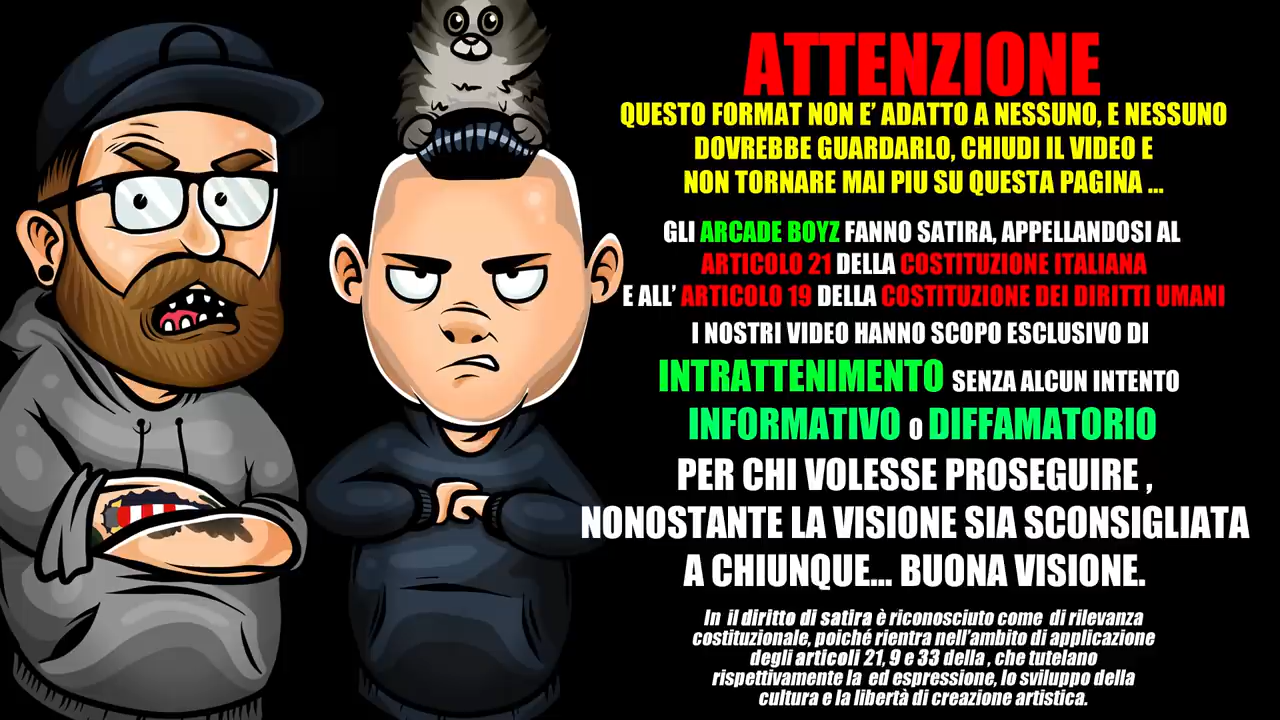 ATTENZIONE
QUESTO FORMAT NON E' ADATTO A NESSUNO, E NESSUNO
DOVREBBE GUARDARLO, CHIUDI IL VIDEO E
NON TORNARE MAI PIU SU QUESTA PAGINA ...
GLI ARCADE BOYZ FANNO SATIRA, APPELLANDOSI AL
ARTICOLO 21 DELLA COSTITUZIONE ITALIANA
E ALL' ARTICOLO 19 DELLA COSTITUZIONE DEI DIRITTI UMANI
I NOSTRI VIDEO HANNO SCOPO ESCLUSIVO DI
INTRATTENIMENTO SENZA ALCUN INTENTO
INFORMATIVO O DIFFAMATORIO
PER CHI VOLESSE PROSEGUIRE ,
NONOSTANTE LA VISIONE SIA SCONSIGLIATA
A CHIUNQUE... BUONA VISIONE.
In il diritto di satira è riconosciuto come di rilevanza
costituzionale, poiché rientra nell'ambito di applicazione
degli articoli 21, 9 e 33 della , che tutelano
rispettivamente la ed espressione, lo sviluppo della
cultura e la libertà di creazione artistica.